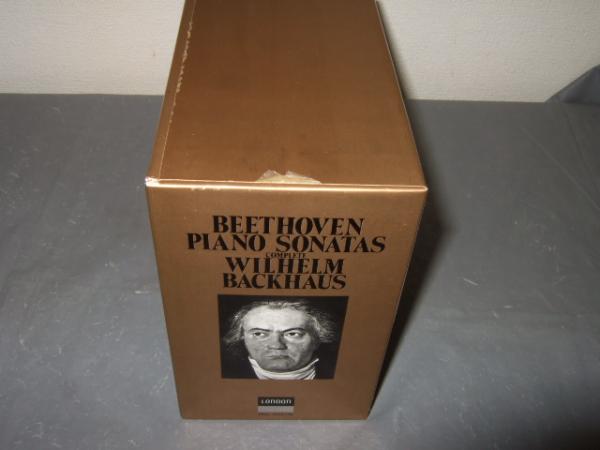 BEETHOVEN
PIANO SONATAS
COMPLETE
WILHELM
BACKHAUS
LONDON